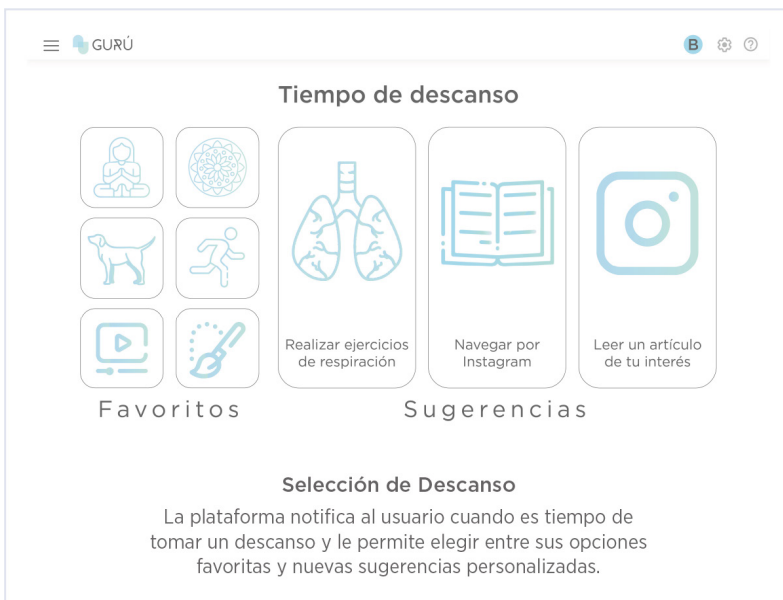 GURÚ
B
Tiempo de descanso
Realizar ejercicios
de respiración
Navegar por
Instagram
Leer un artículo
de tu interés
Favoritos
Sugerencias
Selección de Descanso
La plataforma notifica al usuario cuando es tiempo de
tomar un descanso y le permite elegir entre sus opciones
favoritas y nuevas sugerencias personalizadas.